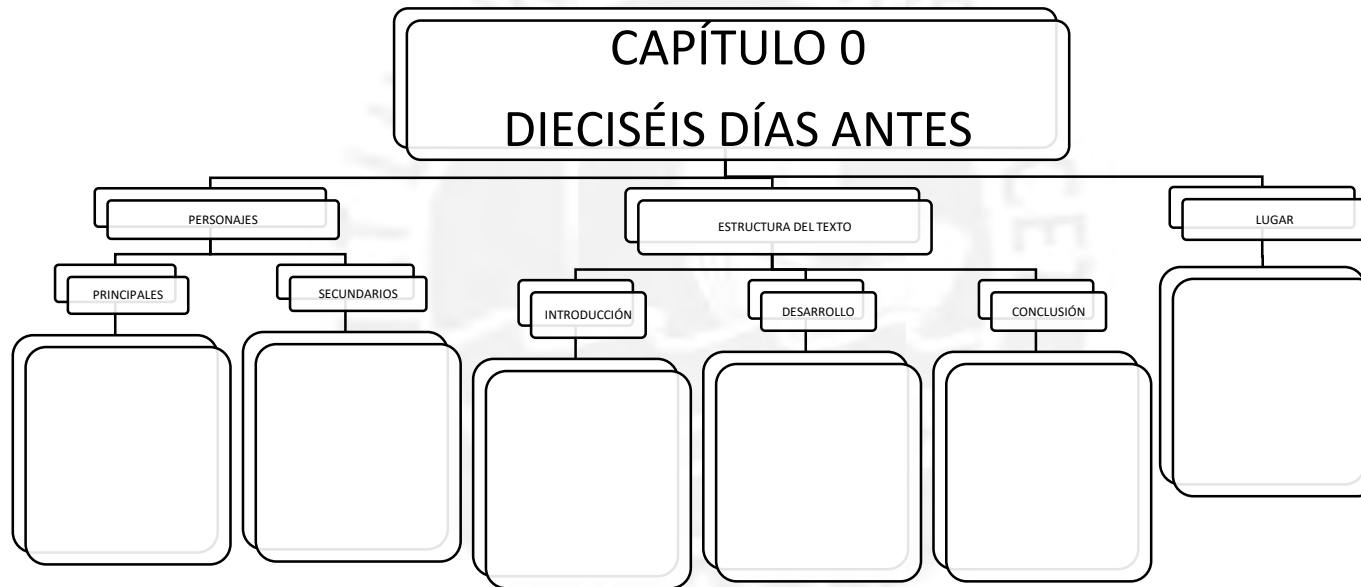 CAPÍTULO 0
DIECISÉIS DÍAS ANTES
PERSONAJES
ESTRUCTURA DEL TEXTO
LUGAR
PRINCIPALES
SECUNDARIOS
INTRODUCCIÓN
DESARROLLO
CONCLUSIÓN